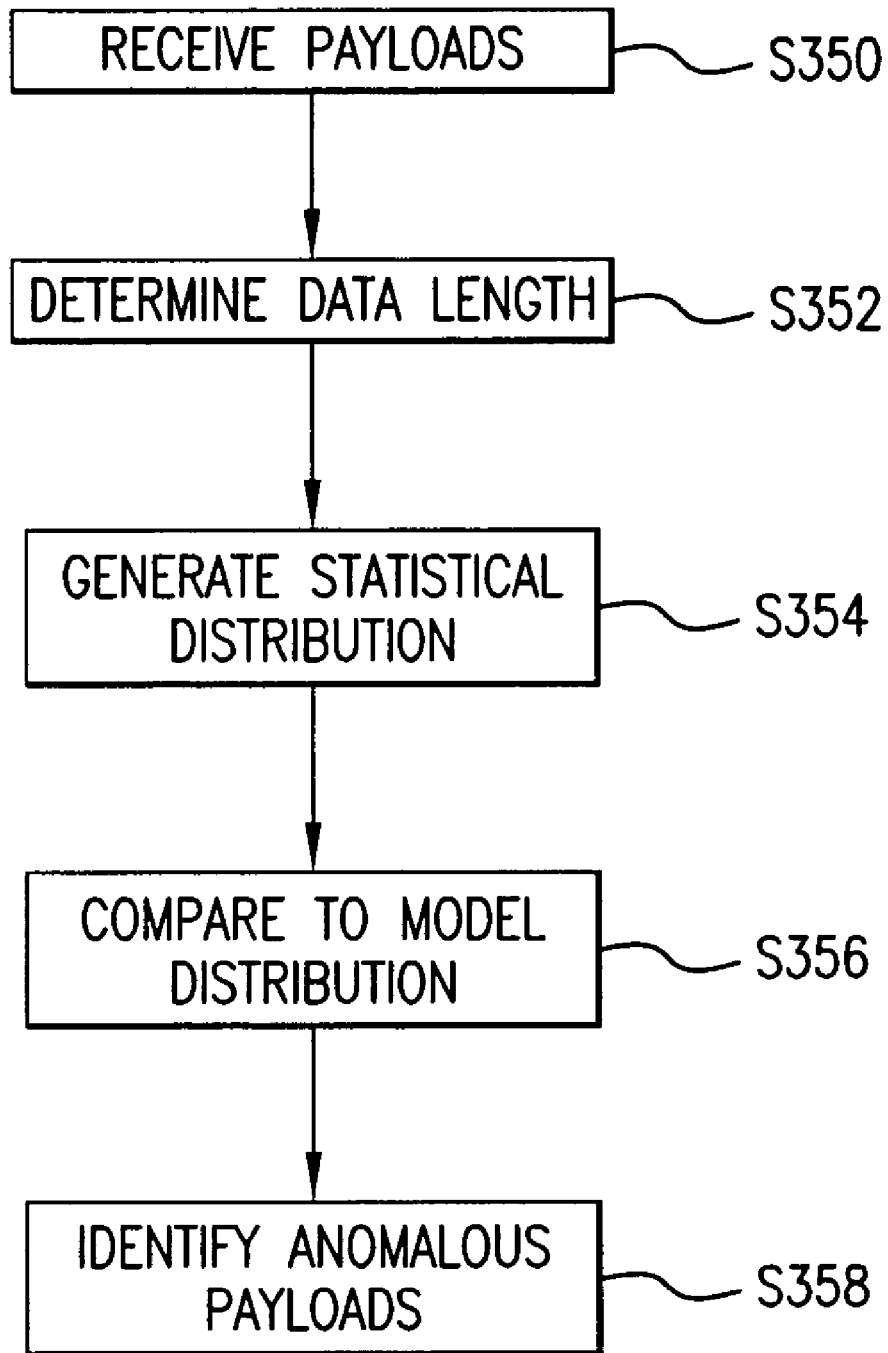 RECEIVE PAYLOADS
S350
DETERMINE DATA LENGTH
S352
GENERATE STATISTICAL
DISTRIBUTION
S354
COMPARE TO MODEL
DISTRIBUTION
S356
IDENTIFY ANOMALOUS
PAYLOADS
S358